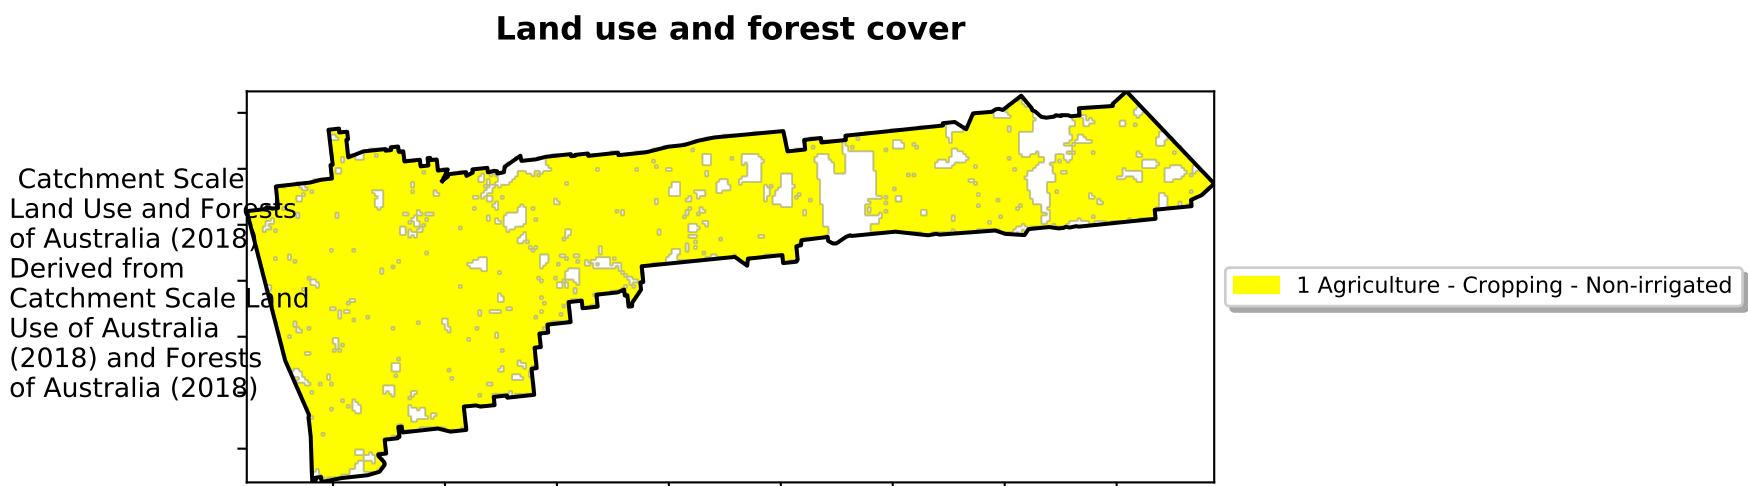 Land use and forest cover
Catchment Scale
Land Use and Forests
of Australia (2018)
Derived from
Catchment Scale Land
Use of Australia
(2018) and Forests
of Australia (2018)
1 Agriculture - Cropping - Non-irrigated